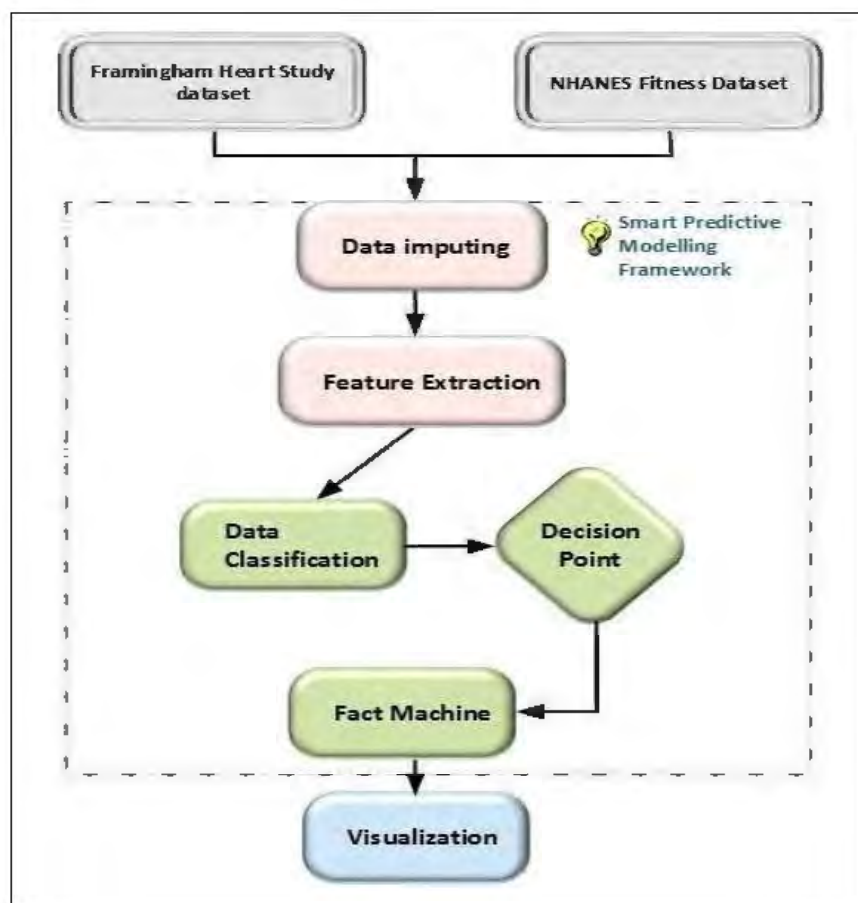 Framingham Heart Study
dataset
NHANES Fitness Dataset
Data imputing
Smart Predictive
Modelling
Framework
Feature Extraction
Data
Classification
Decision
Point
Fact Machine
Visualization